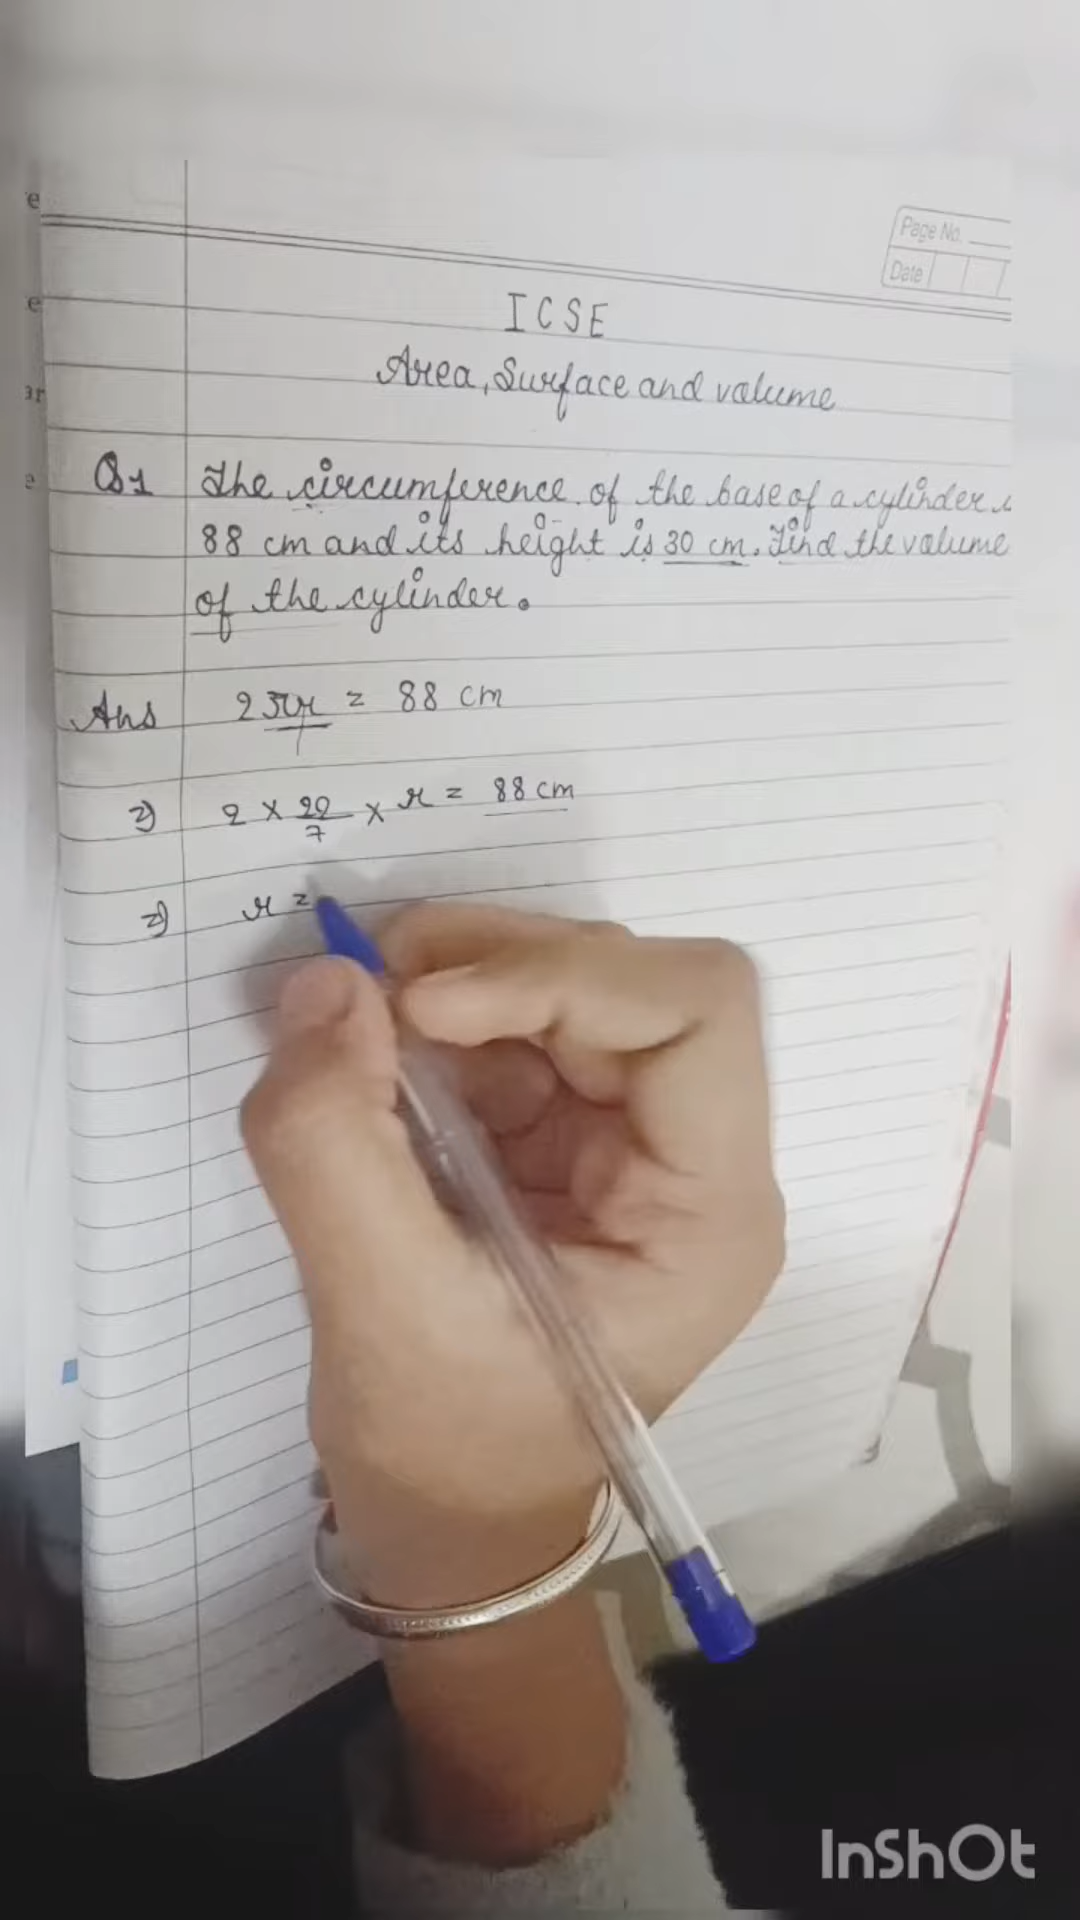 e
Page No.
Date
e
ICSE
ar
Area, Surface and volume
e
Q1 The circumference of the base of a cylinder is
88 cm and its height is 30 cm. Find the volume
of the cylinder.
Ans 2πr = 88 cm
⇒ 2 × 22/7 × r = 88 cm
⇒ r =
InShOt